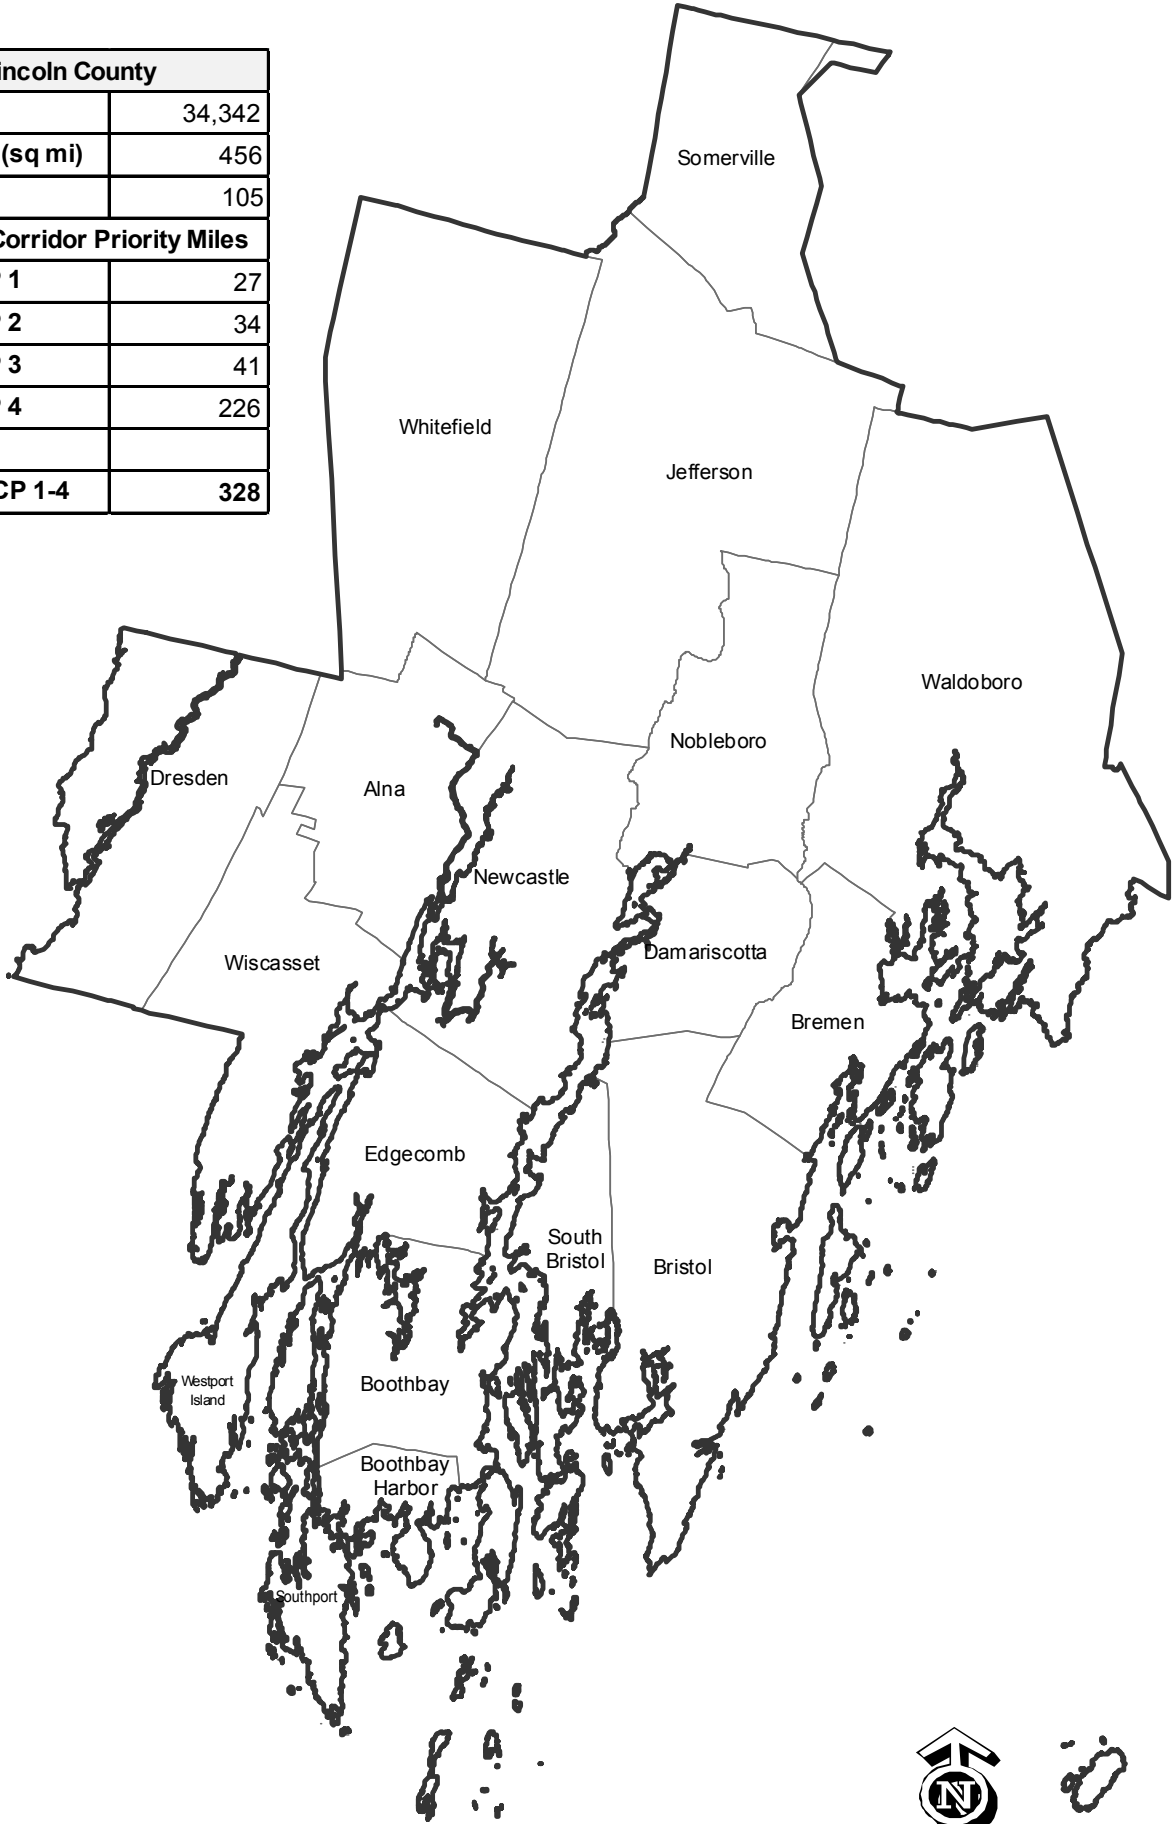 incoln County
34,342
(sq mi) 456
105
Corridor Priority Miles
1 27
2 34
3 41
4 226
CP 1-4 328
Somerville
Whitefield
Jefferson
Waldoboro
Nobleboro
Dresden
Alna
Newcastle
Damariscotta
Wiscasset
Bremen
Edgecomb
South
Bristol
Bristol
Westport
Island
Boothbay
Boothbay
Harbor
Southport
N